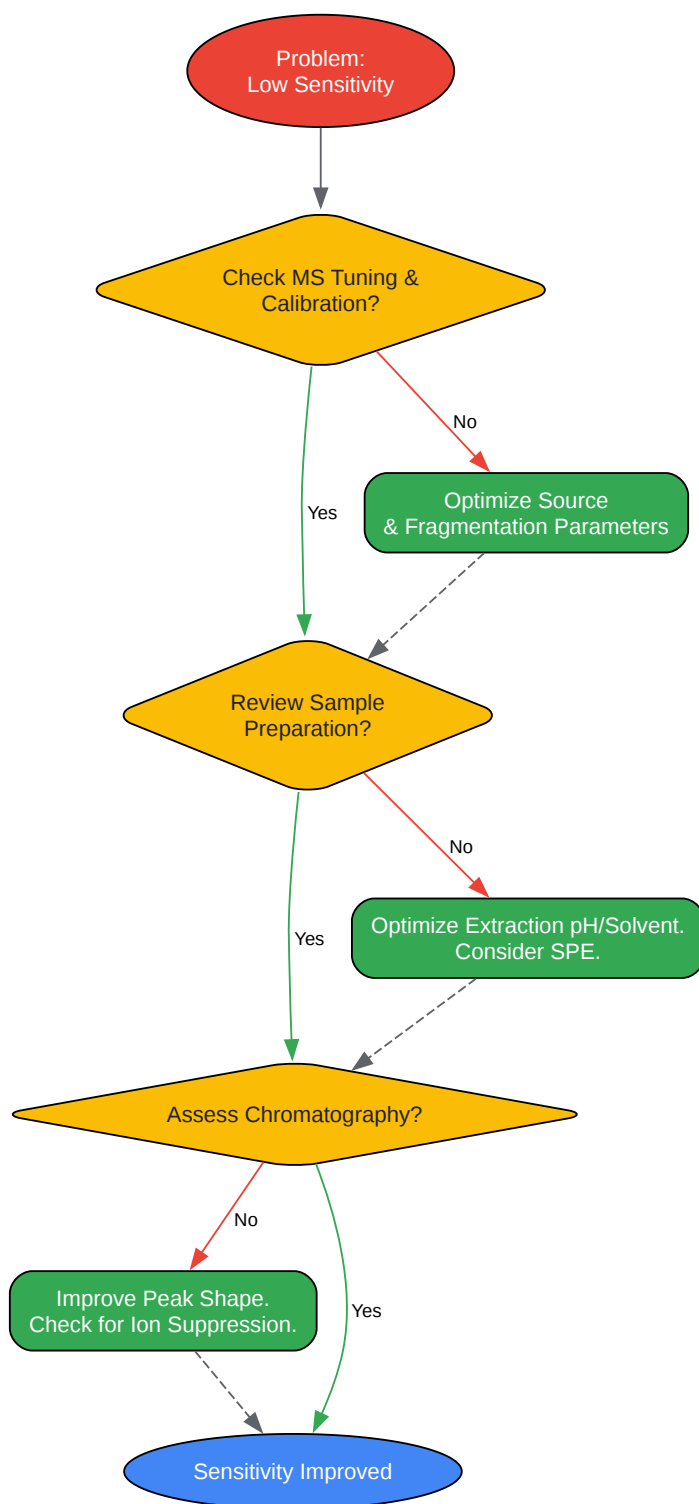 Problem:
Low Sensitivity
Check MS Tuning &
Calibration?
No
Yes
Optimize Source
& Fragmentation Parameters
Review Sample
Preparation?
No
Yes
Optimize Extraction pH/Solvent.
Consider SPE.
Assess Chromatography?
No
Yes
Improve Peak Shape.
Check for Ion Suppression.
Sensitivity Improved